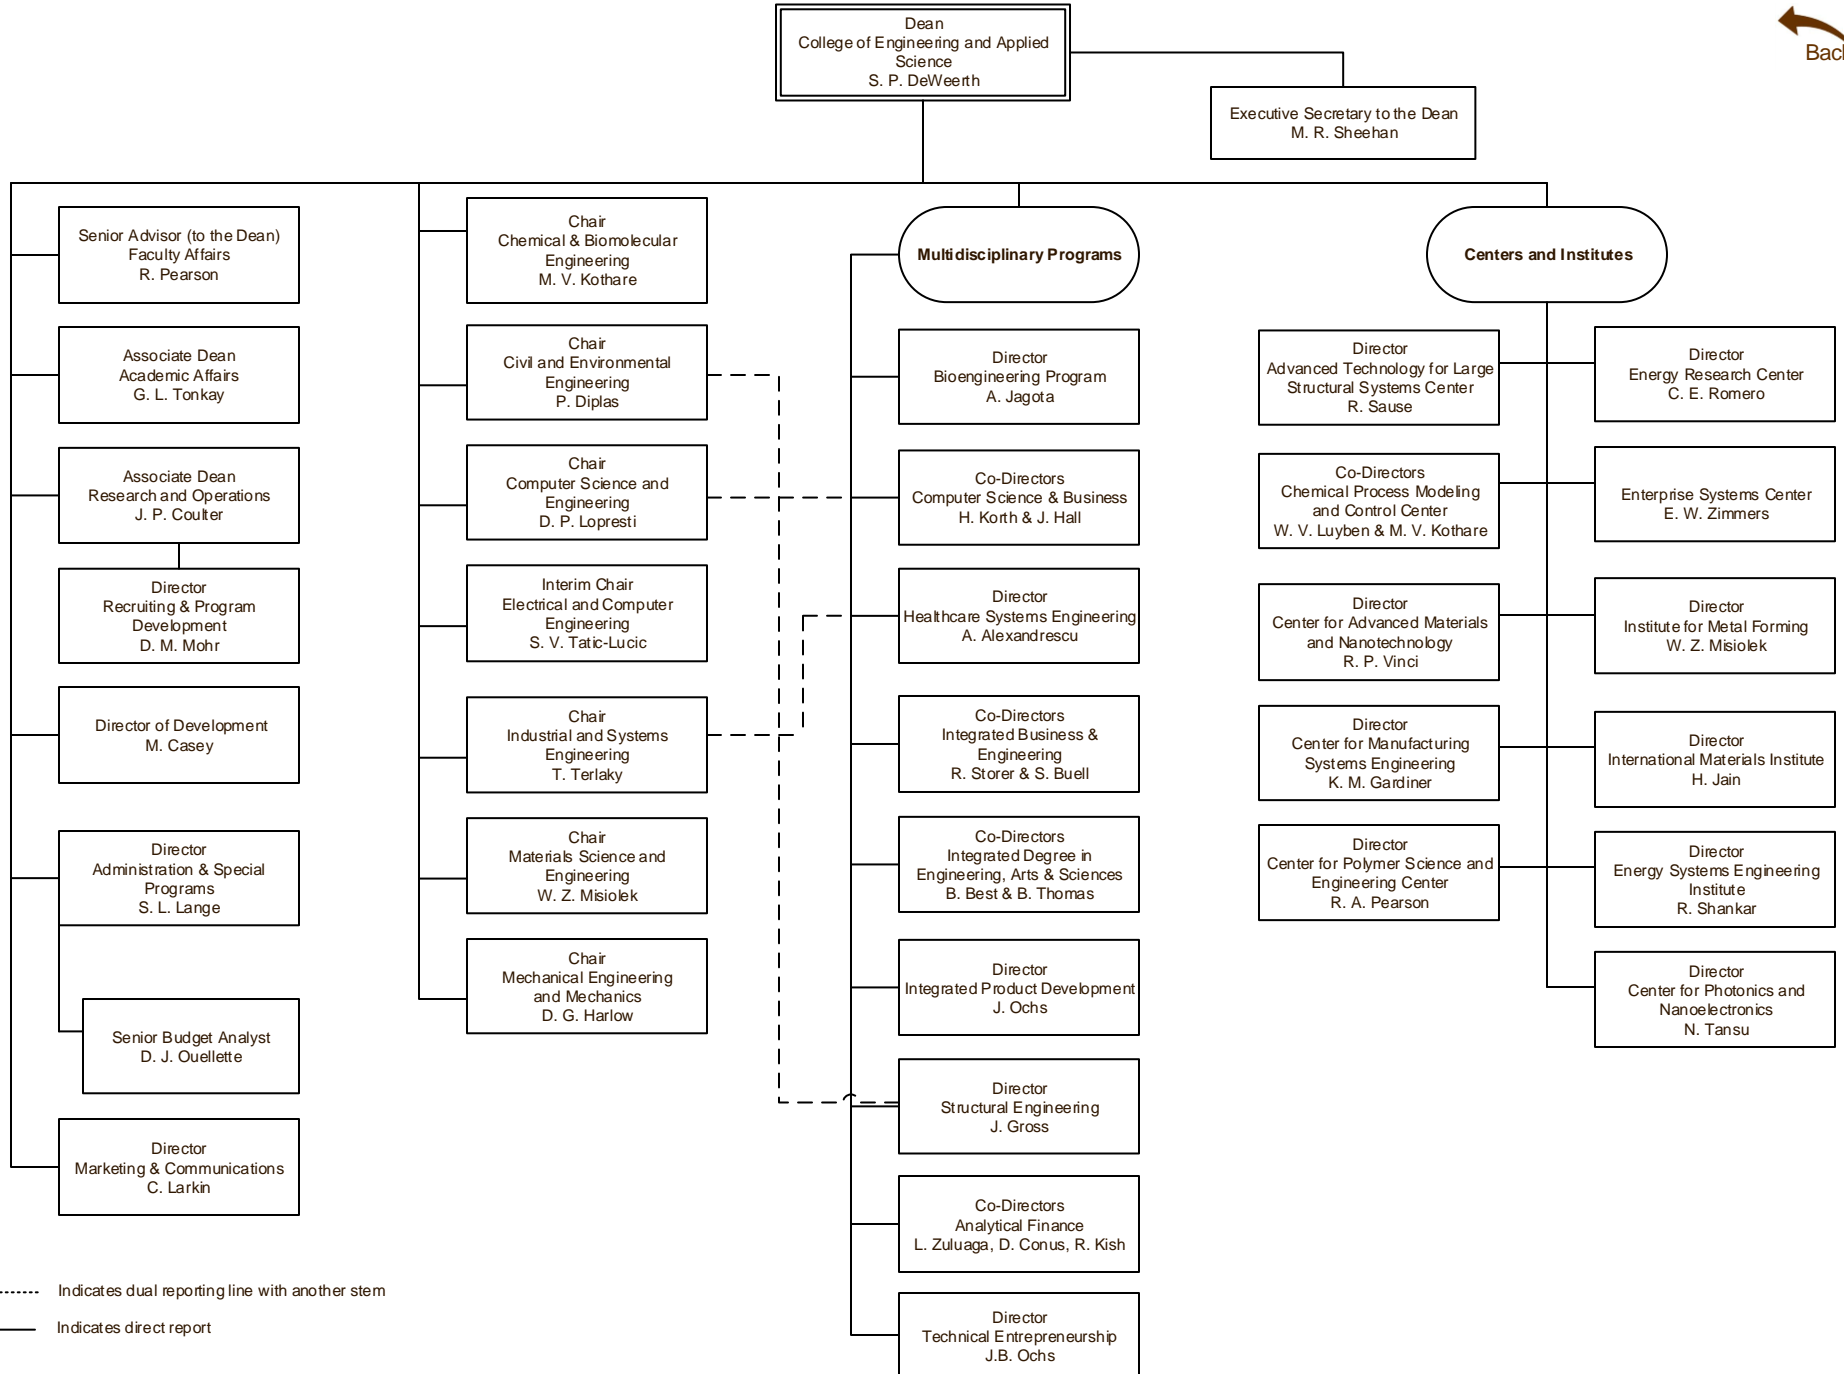 Dean
College of Engineering and Applied
Science
S. P. DeWeerth
Executive Secretary to the Dean
M. R. Sheehan
Senior Advisor (to the Dean)
Faculty Affairs
R. Pearson
Associate Dean
Academic Affairs
G. L. Tonkay
Associate Dean
Research and Operations
J. P. Coulter
Director
Recruiting & Program
Development
D. M. Mohr
Director of Development
M. Casey
Director
Administration & Special
Programs
S. L. Lange
Senior Budget Analyst
D. J. Ouellette
Director
Marketing & Communications
C. Larkin
Chair
Chemical & Biomolecular
Engineering
M. V. Kothare
Chair
Civil and Environmental
Engineering
P. Diplas
Chair
Computer Science and
Engineering
D. P. Lopresti
Interim Chair
Electrical and Computer
Engineering
S. V. Tatic-Lucic
Chair
Industrial and Systems
Engineering
T. Terlaky
Chair
Materials Science and
Engineering
W. Z. Misiolek
Chair
Mechanical Engineering
and Mechanics
D. G. Harlow
Multidisciplinary Programs
Director
Bioengineering Program
A. Jagota
Co-Directors
Computer Science & Business
H. Korth & J. Hall
Director
Healthcare Systems Engineering
A. Alexandrescu
Co-Directors
Integrated Business &
Engineering
R. Storer & S. Buell
Co-Directors
Integrated Degree in
Engineering, Arts & Sciences
B. Best & B. Thomas
Director
Integrated Product Development
J. Ochs
Director
Structural Engineering
J. Gross
Co-Directors
Analytical Finance
L. Zuluaga, D. Conus, R. Kish
Director
Technical Entrepreneurship
J.B. Ochs
Centers and Institutes
Director
Advanced Technology for Large
Structural Systems Center
R. Sause
Co-Directors
Chemical Process Modeling
and Control Center
W. V. Luyben & M. V. Kothare
Director
Center for Advanced Materials
and Nanotechnology
R. P. Vinci
Director
Center for Manufacturing
Systems Engineering
K. M. Gardiner
Director
Center for Polymer Science and
Engineering Center
R. A. Pearson
Director
Energy Research Center
C. E. Romero
Enterprise Systems Center
E. W. Zimmers
Director
Institute for Metal Forming
W. Z. Misiolek
Director
International Materials Institute
H. Jain
Director
Energy Systems Engineering
Institute
R. Shankar
Director
Center for Photonics and
Nanoelectronics
N. Tansu
Indicates dual reporting line with another stem
Indicates direct report